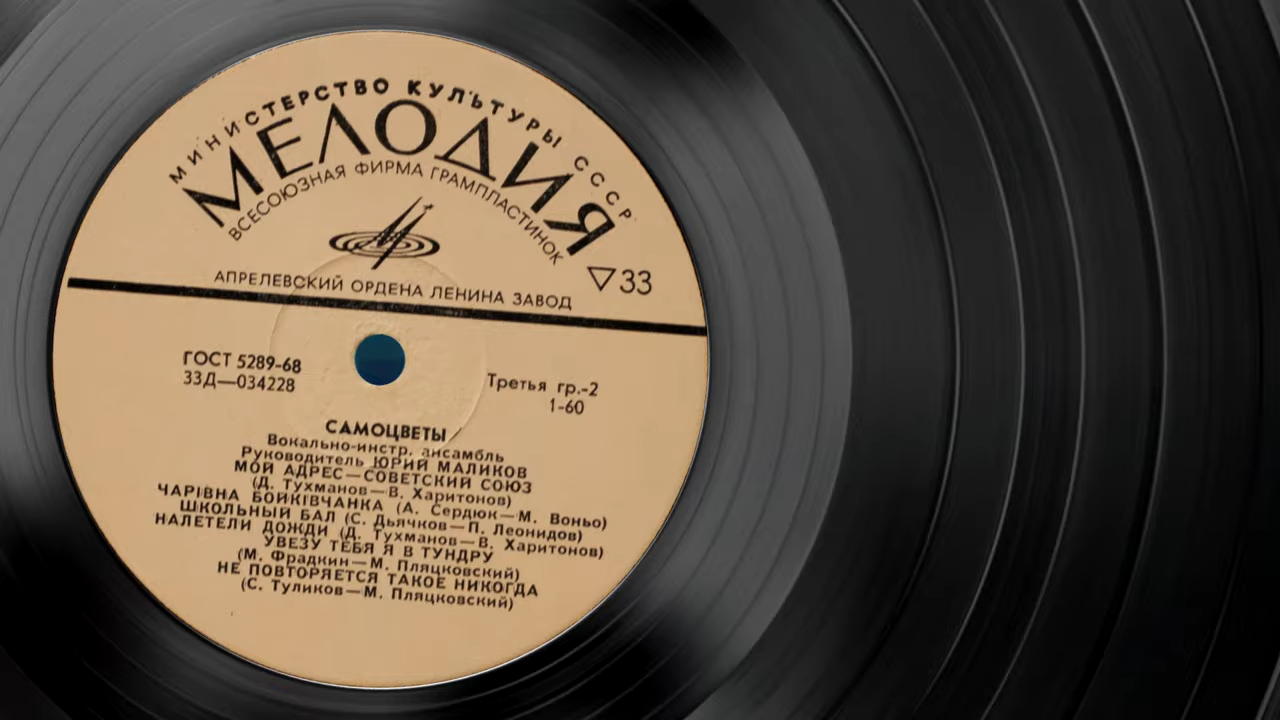 МИНИСТЕРСТВО КУЛЬТУРЫ СССР
МЕЛОДИЯ
ВСЕСОЮЗНАЯ ФИРМА ГРАМПЛАСТИНОК
▽33
АПРЕЛЕВСКИЙ ОРДЕНА ЛЕНИНА ЗАВОД
ГОСТ 5289-68
33Д—034228
Третья гр.-2
1-60
САМОЦВЕТЫ
Вокально-инстр. ансамбль
Руководитель ЮРИЙ МАЛИКОВ
МОЙ АДРЕС—СОВЕТСКИЙ СОЮЗ
(Д. Тухманов—В. Харитонов)
ЧАРІВНА БОЙКІВЧАНКА (А. Сердюк—М. Воньо)
ШКОЛЬНЫЙ БАЛ (С. Дьячков—П. Леонидов)
НАЛЕТЕЛИ ДОЖДИ (Д. Тухманов—В. Харитонов)
УВЕЗУ ТЕБЯ Я В ТУНДРУ
(М. Фрадкин—М. Пляцковский)
НЕ ПОВТОРЯЕТСЯ ТАКОЕ НИКОГДА
(С. Туликов—М. Пляцковский)